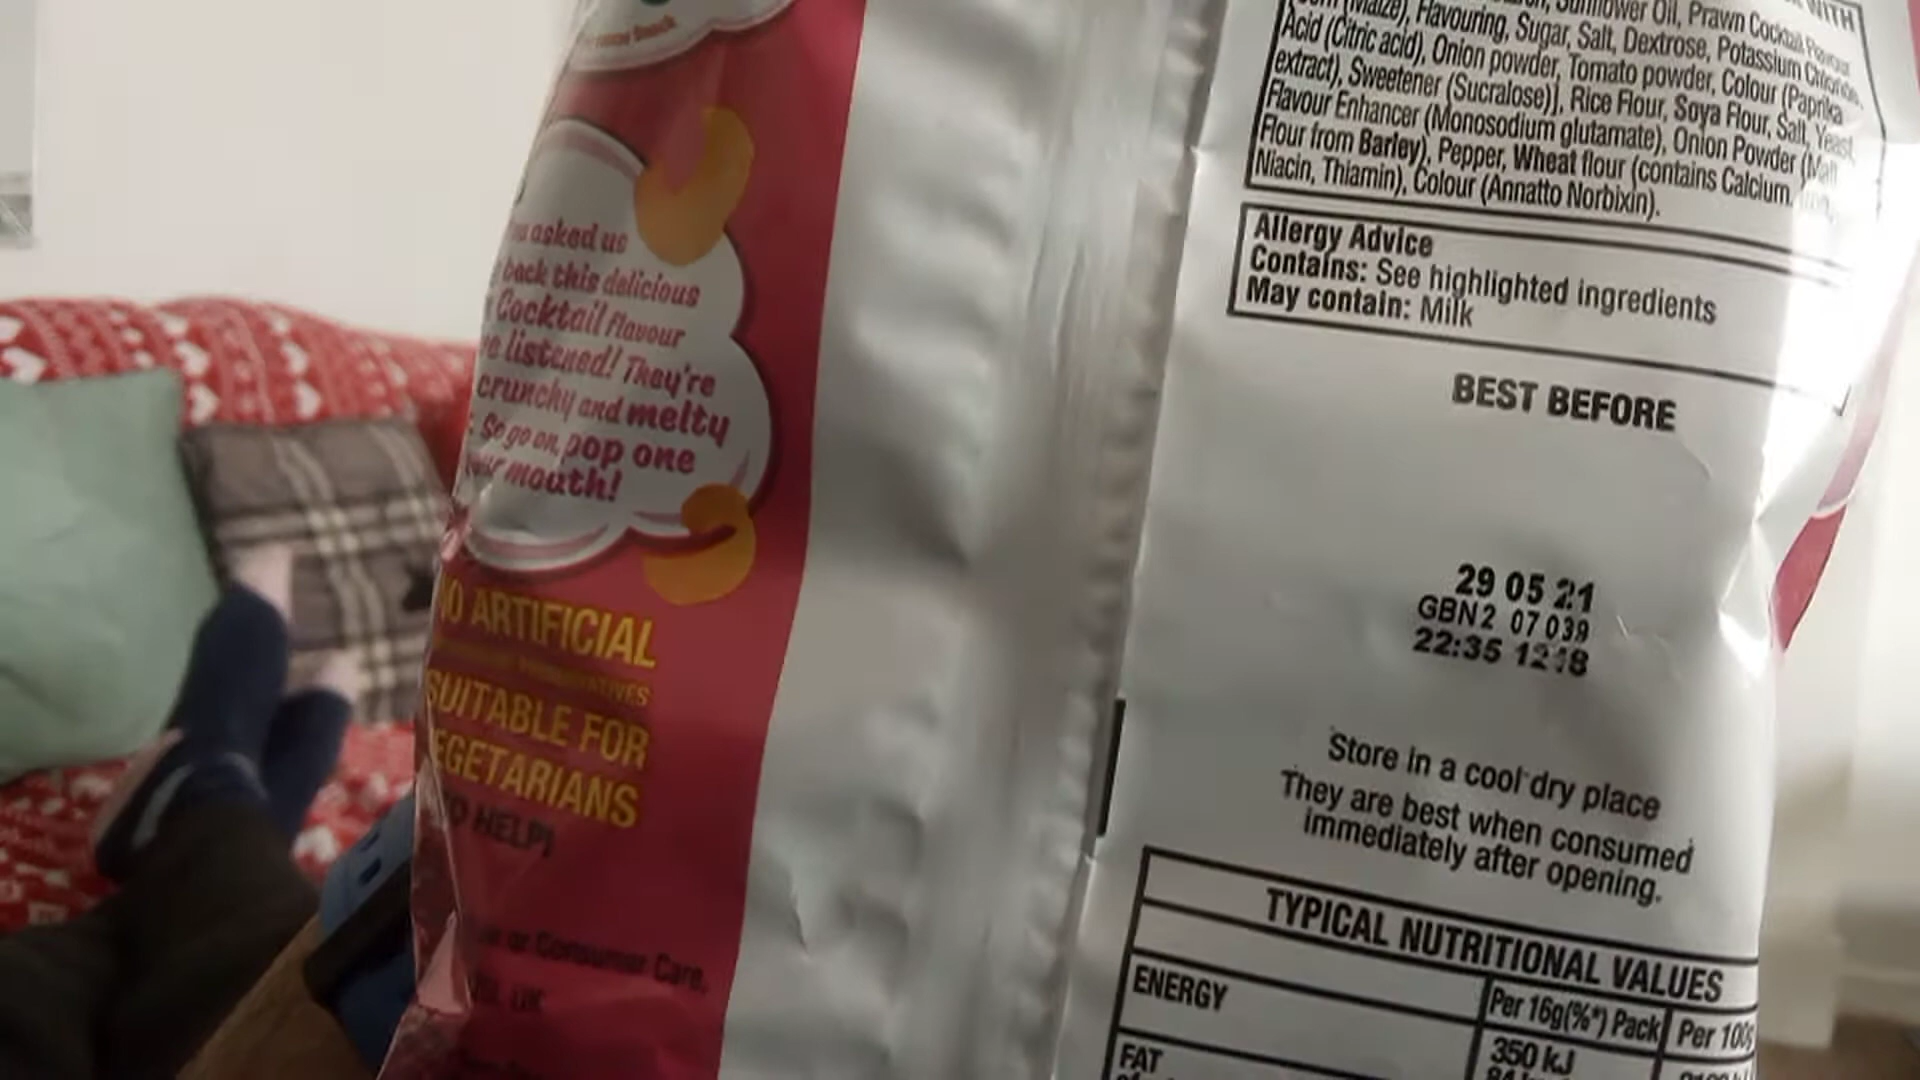 asked us
back this delicious
Cocktail flavour
listened! They're
crunchy and melty
So go on, pop one
mouth!
ARTIFICIAL
SUITABLE FOR
VEGETARIANS
HELP)
or Consumer Care,
UK
WITH
Sunflower Oil, Prawn Cocktail Flavour
(Maize), Flavouring, Sugar, Salt, Dextrose, Potassium Chloride,
Acid (Citric acid), Onion powder, Tomato powder, Colour (Paprika
extract), Sweetener (Sucralose)], Rice Flour, Soya Flour, Salt, Yeast,
Flavour Enhancer (Monosodium glutamate), Onion Powder (Malt
Flour from Barley), Pepper, Wheat flour (contains Calcium,
Niacin, Thiamin), Colour (Annatto Norbixin).
Allergy Advice
Contains: See highlighted ingredients
May contain: Milk
BEST BEFORE
29 05 21
GBN2 07 039
22:35
Store in a cool dry place
They are best when consumed
immediately after opening.
TYPICAL NUTRITIONAL VALUES
Per 16g(%*) Pack Per 100g
ENERGY 350 kJ
FAT